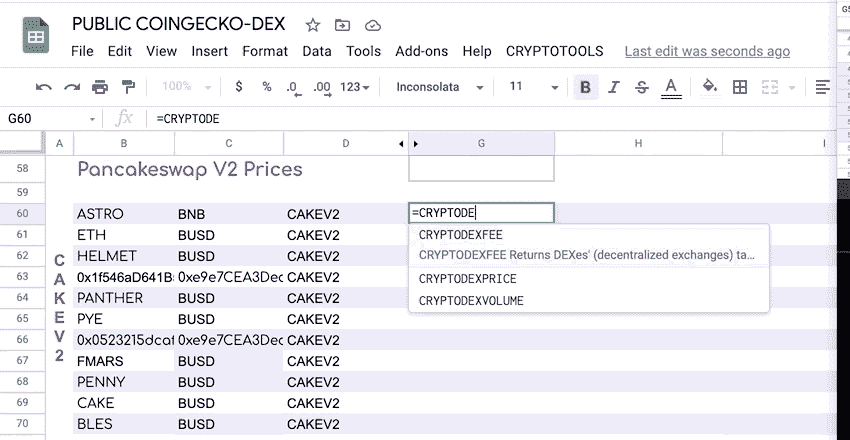 PUBLIC COINGECKO-DEX
File Edit View Insert Format Data Tools Add-ons Help CRYPTOTOOLS Last edit was seconds ago
100% $ % .0 .00 123 Inconsolata 11 B I S A
G60 fx =CRYPTODE
A B C D G H I
58 Pancakeswap V2 Prices
59
60 ASTRO BNB CAKEV2 =CRYPTODE
61 ETH BUSD CAKEV2 CRYPTODEXFEE
62 HELMET BUSD CAKEV2 CRYPTODEXFEE Returns DEXes' (decentralized exchanges) ta...
63 0x1f546aD641B 0xe9e7CEA3Dec CAKEV2 CRYPTODEXPRICE
64 PANTHER BUSD CAKEV2 CRYPTODEXVOLUME
65 PYE BUSD CAKEV2
66 0x0523215dcaf 0xe9e7CEA3Dec CAKEV2
67 FMARS BUSD CAKEV2
68 PENNY BUSD CAKEV2
69 CAKE BUSD CAKEV2
70 BLES BUSD CAKEV2
CAKEV2